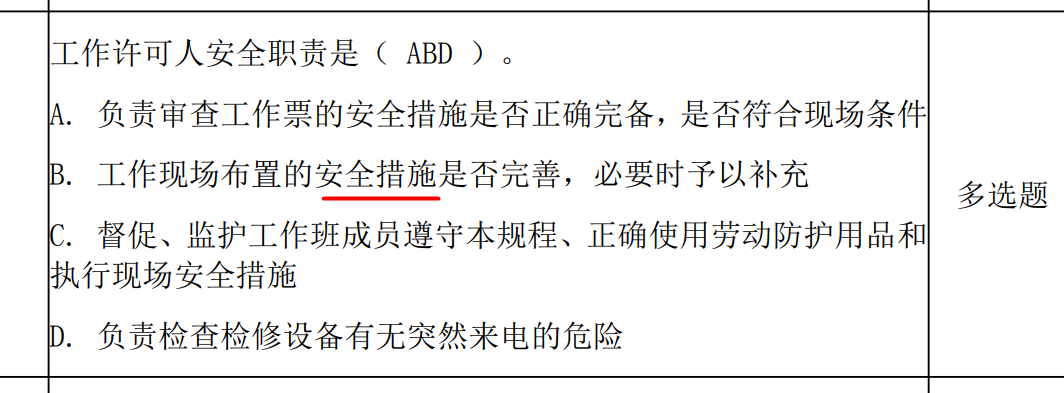 工作许可人安全职责是（ ABD ）。
A. 负责审查工作票的安全措施是否正确完备，是否符合现场条件
B. 工作现场布置的安全措施是否完善，必要时予以补充
C. 督促、监护工作班成员遵守本规程、正确使用劳动防护用品和
执行现场安全措施
D. 负责检查检修设备有无突然来电的危险
多选题